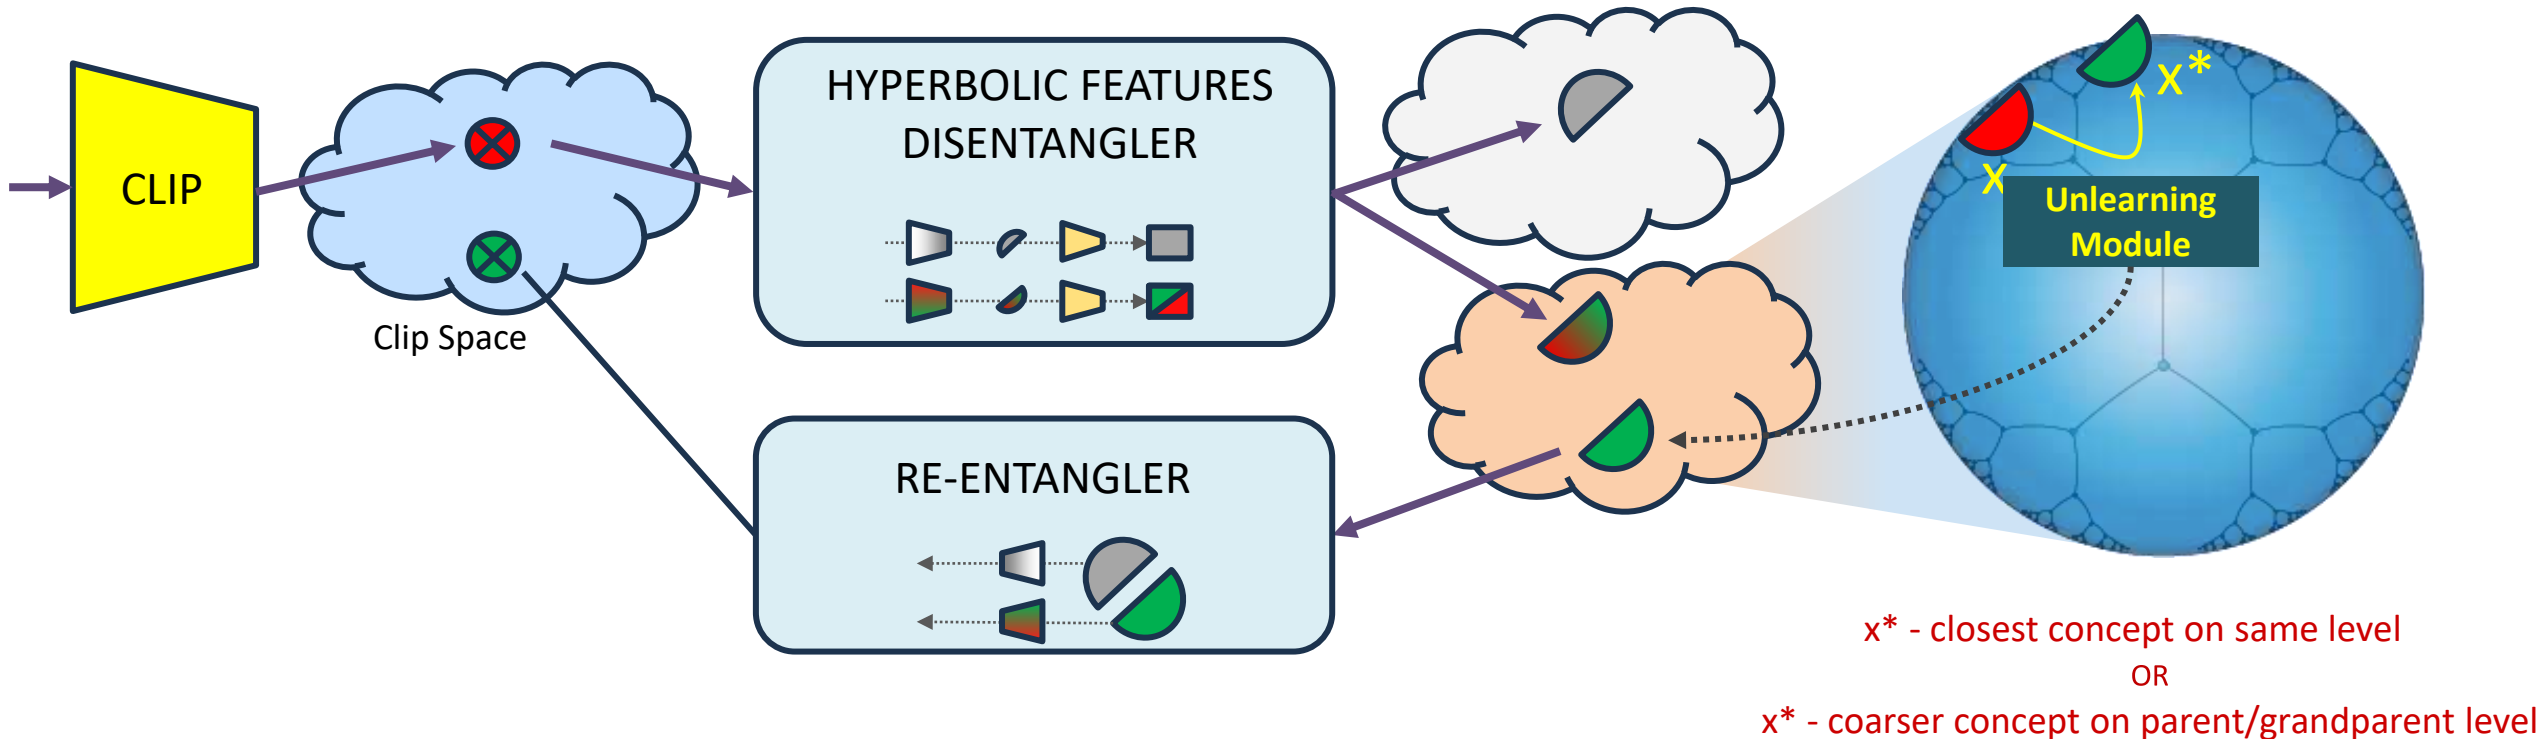 CLIP
Clip Space
HYPERBOLIC FEATURES
DISENTANGLER
RE-ENTANGLER
x*
x
Unlearning
Module
x* - closest concept on same level
OR
x* - coarser concept on parent/grandparent level